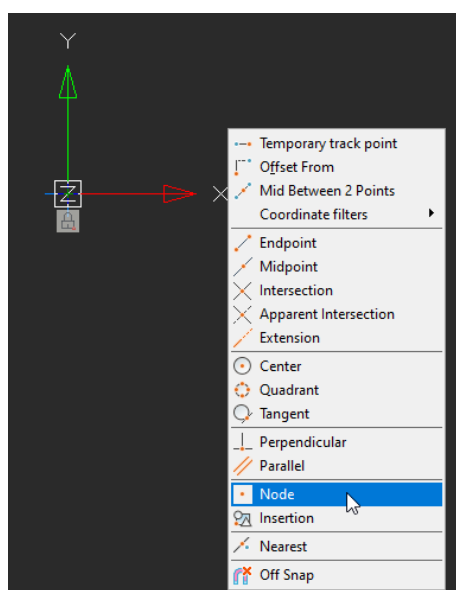 Y
Z
X
Temporary track point
Offset From
Mid Between 2 Points
Coordinate filters
Endpoint
Midpoint
Intersection
Apparent Intersection
Extension
Center
Quadrant
Tangent
Perpendicular
Parallel
Node
Insertion
Nearest
Off Snap